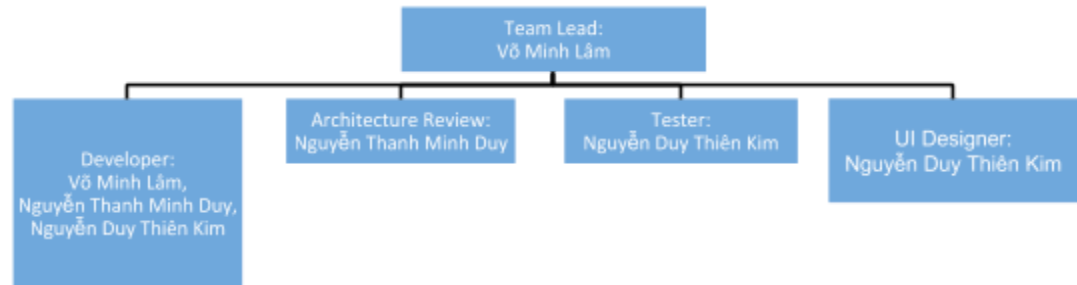 Team Lead:
Võ Minh Lâm
Developer:
Võ Minh Lâm,
Nguyễn Thanh Minh Duy,
Nguyễn Duy Thiên Kim
Architecture Review:
Nguyễn Thanh Minh Duy
Tester:
Nguyễn Duy Thiên Kim
UI Designer:
Nguyễn Duy Thiên Kim